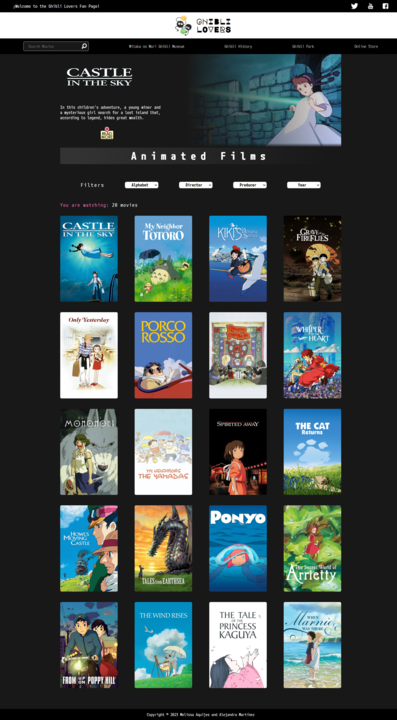 ¡Welcome to the Ghibli Lovers Fan Page!
GHIBLI
LOVERS
Search Movies
Mitaka no Mori Ghibli Museum
Ghibli History
Ghibli Park
Online Store
CASTLE
IN THE SKY
In this children's adventure, a young miner and
a mysterious girl search for a lost island that,
according to legend, hides great wealth.
Animated Films
Filters
Alphabet
Director
Producer
Year
You are watching: 20 movies
CASTLE
IN THE SKY
My Neighbor
TOTORO
KIKI'S
Delivery Service
GRAVE OF THE
FIREFLIES
Only Yesterday
PORCO
ROSSO
WHISPER
OF THE
HEART
MONONOKE
MY NEIGHBORS
THE YAMADAS
SPIRITED AWAY
THE CAT
Returns
HOWL'S
MOVING
CASTLE
TALES from EARTHSEA
PONYO
The Secret World of
Arrietty
FROM UP ON POPPY HILL
THE WIND RISES
THE TALE
OF THE
PRINCESS
KAGUYA
WHEN
Marnie
WAS THERE
Copyright © 2023 Melissa Aguijes and Alejandra Martínez